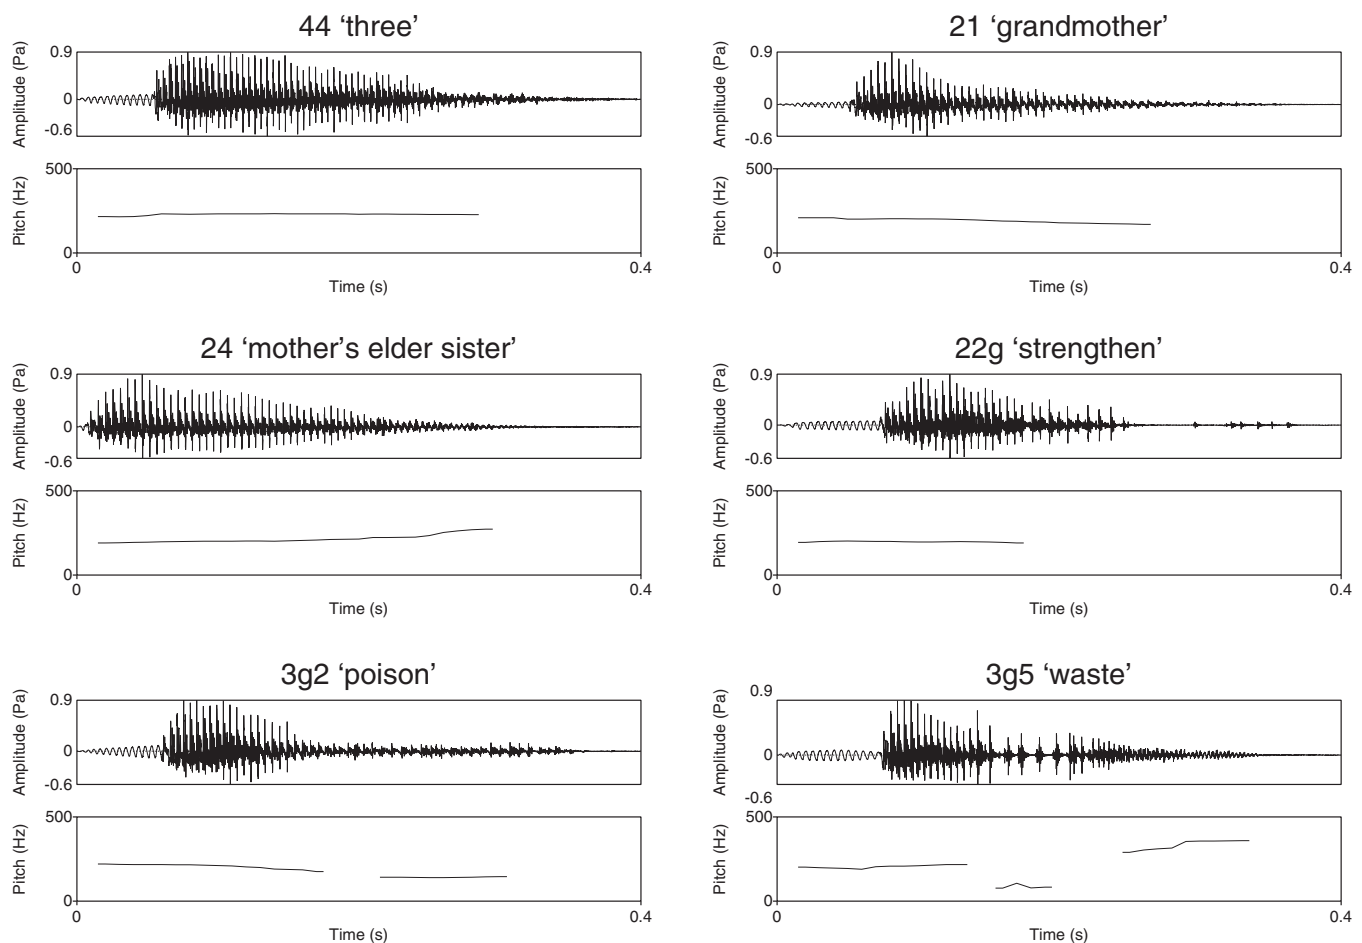 44 ‘three’
Amplitude (Pa)
0.9
0
-0.6
Pitch (Hz)
500
0
0
0.4
Time (s)
21 ‘grandmother’
Amplitude (Pa)
0.9
0
-0.6
Pitch (Hz)
500
0
0
0.4
Time (s)
24 ‘mother’s elder sister’
Amplitude (Pa)
0.9
0
-0.6
Pitch (Hz)
500
0
0
0.4
Time (s)
22g ‘strengthen’
Amplitude (Pa)
0.9
0
-0.6
Pitch (Hz)
500
0
0
0.4
Time (s)
3g2 ‘poison’
Amplitude (Pa)
0.9
0
-0.6
Pitch (Hz)
500
0
0
0.4
Time (s)
3g5 ‘waste’
Amplitude (Pa)
0.9
0
-0.6
Pitch (Hz)
500
0
0
0.4
Time (s)